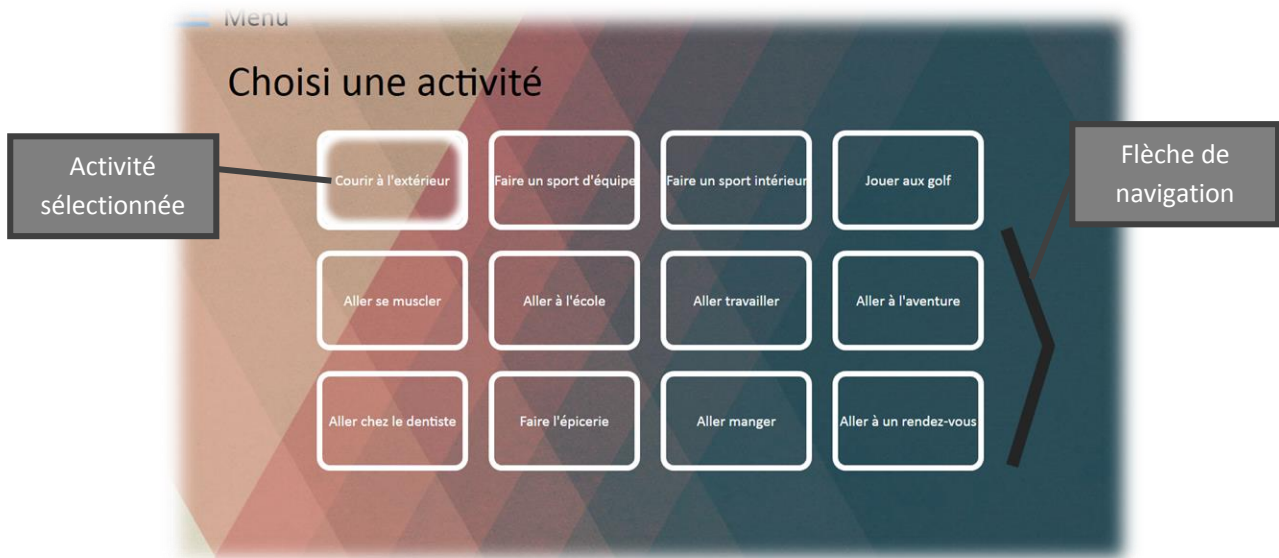 Menu
Choisi une activité
Activité
sélectionnée
Flèche de
navigation
Courir à l'extérieur
Faire un sport d'équipe
Faire un sport intérieur
Jouer aux golf
Aller se muscler
Aller à l'école
Aller travailler
Aller à l'aventure
Aller chez le dentiste
Faire l'épicerie
Aller manger
Aller à un rendez-vous